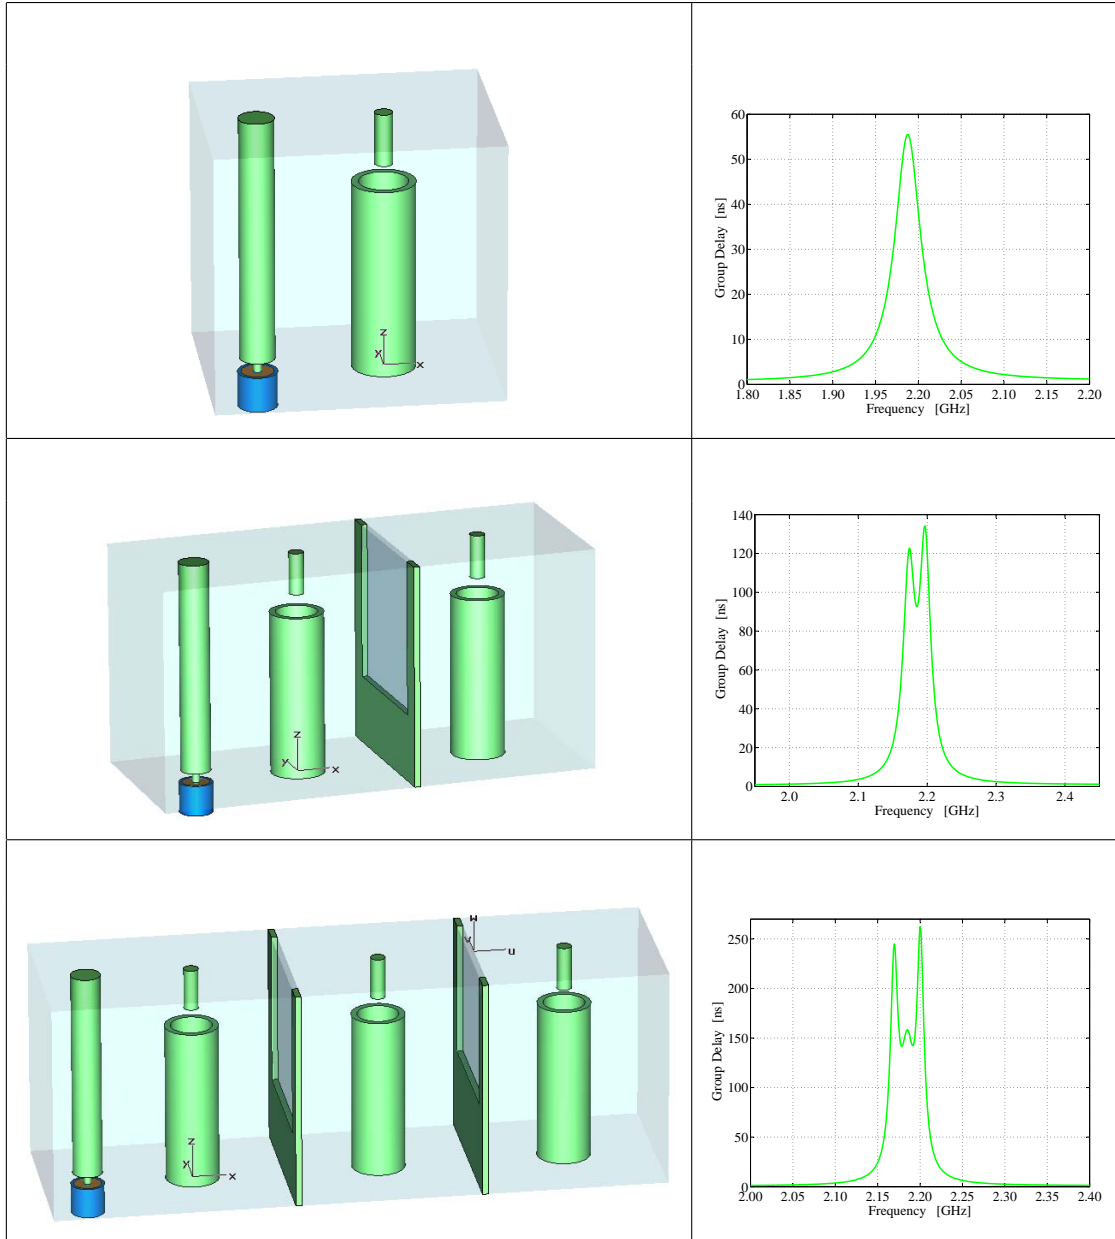 z
y
x
60
50
40
30
20
10
0
Group Delay [ns]
1.80 1.85 1.90 1.95 2.20 2.05 2.10 2.15 2.20
Frequency [GHz]
z
y
x
140
120
100
80
60
40
20
0
Group Delay [ns]
2.0 2.1 2.2 2.3 2.4
Frequency [GHz]
w
v
u
z
y
x
250
200
150
100
50
0
Group Delay [ns]
2.00 2.05 2.10 2.15 2.20 2.25 2.30 2.35 2.40
Frequency [GHz]